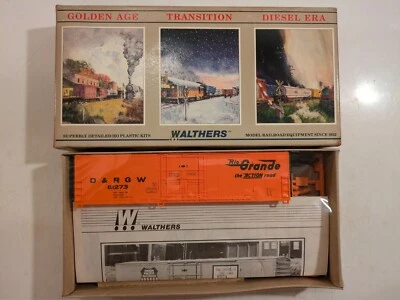 GOLDEN AGE
TRANSITION
DIESEL ERA
SUPERBLY DETAILED HO PLASTIC KITS
WALTHERS
MODEL RAILROAD EQUIPMENT SINCE 1932
D & RGW
61273
Rio
Grande
the ACTION road
W
WALTHERS